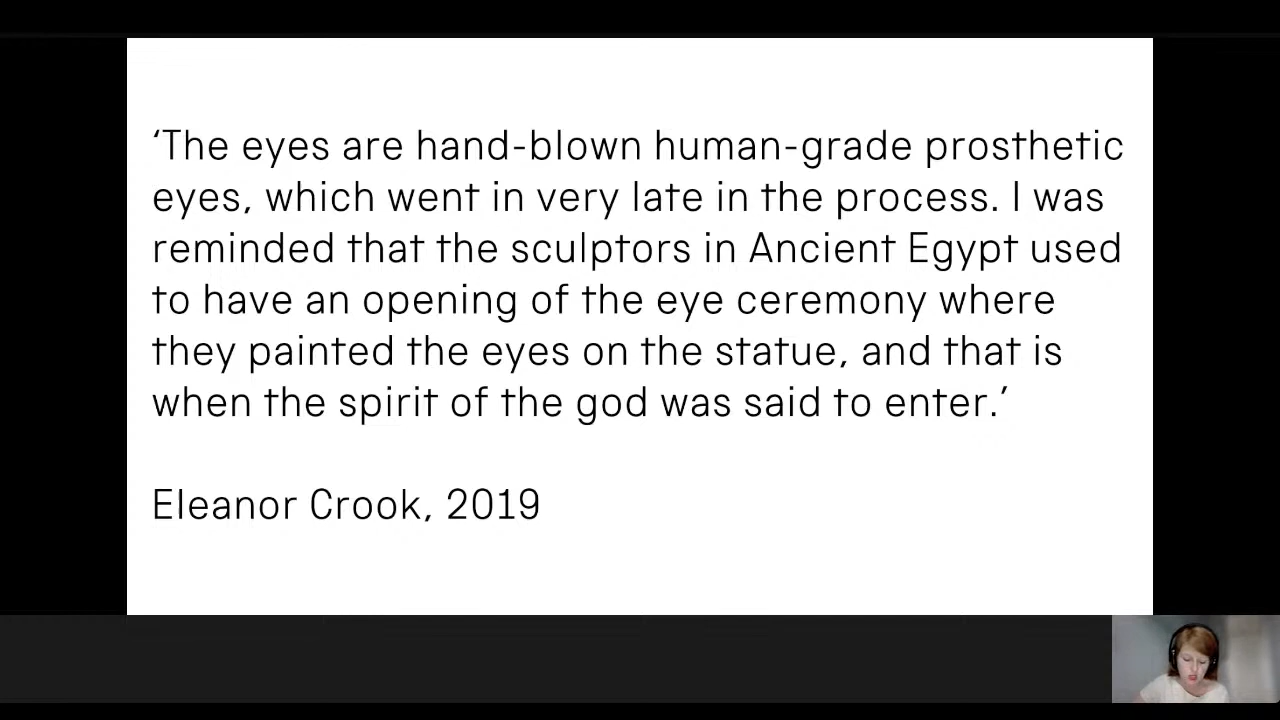 ‘The eyes are hand-blown human-grade prosthetic
eyes, which went in very late in the process. I was
reminded that the sculptors in Ancient Egypt used
to have an opening of the eye ceremony where
they painted the eyes on the statue, and that is
when the spirit of the god was said to enter.’
Eleanor Crook, 2019